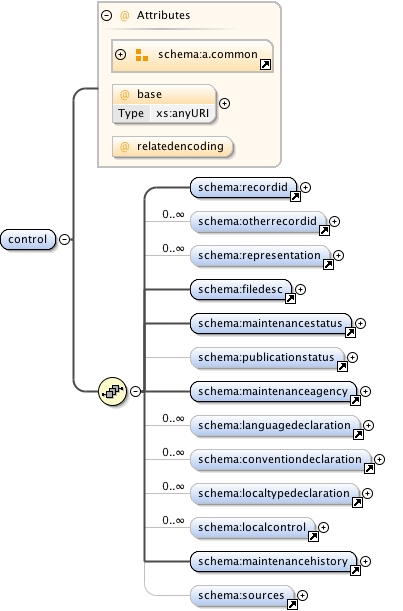 @ Attributes
schema:a.common
@ base
Type xs:anyURI
@ relatedencoding
schema:recordid
0..∞
schema:otherrecordid
0..∞
control
schema:representation
schema:filedesc
schema:maintenancestatus
schema:publicationstatus
schema:maintenanceagency
0..∞
schema:languagedeclaration
0..∞
schema:conventiondeclaration
0..∞
schema:localtypedeclaration
0..∞
schema:localcontrol
schema:maintenancehistory
schema:sources